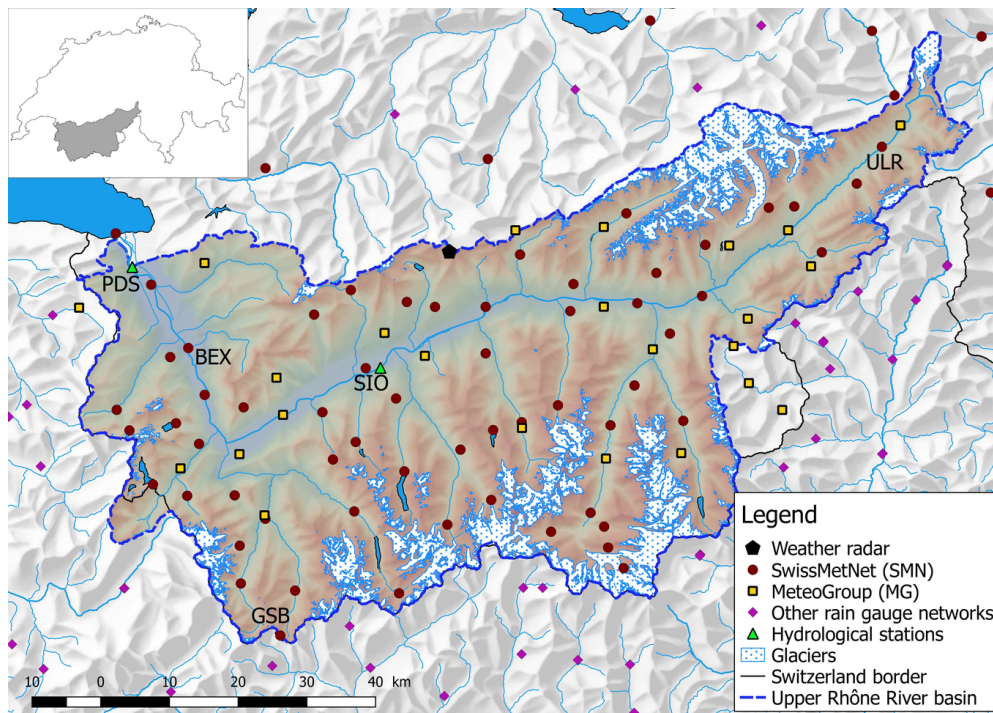 ULR
PDS
BEX
SIO
GSB
Legend
Weather radar
SwissMetNet (SMN)
MeteoGroup (MG)
Other rain gauge networks
Hydrological stations
Glaciers
Switzerland border
Upper Rhône River basin
10 0 10 20 30 40 km